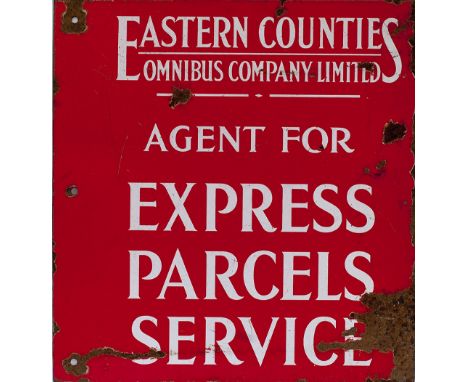 EASTERN COUNTIES
OMNIBUS COMPANY LIMITED
AGENT FOR
EXPRESS
PARCELS
SERVICE